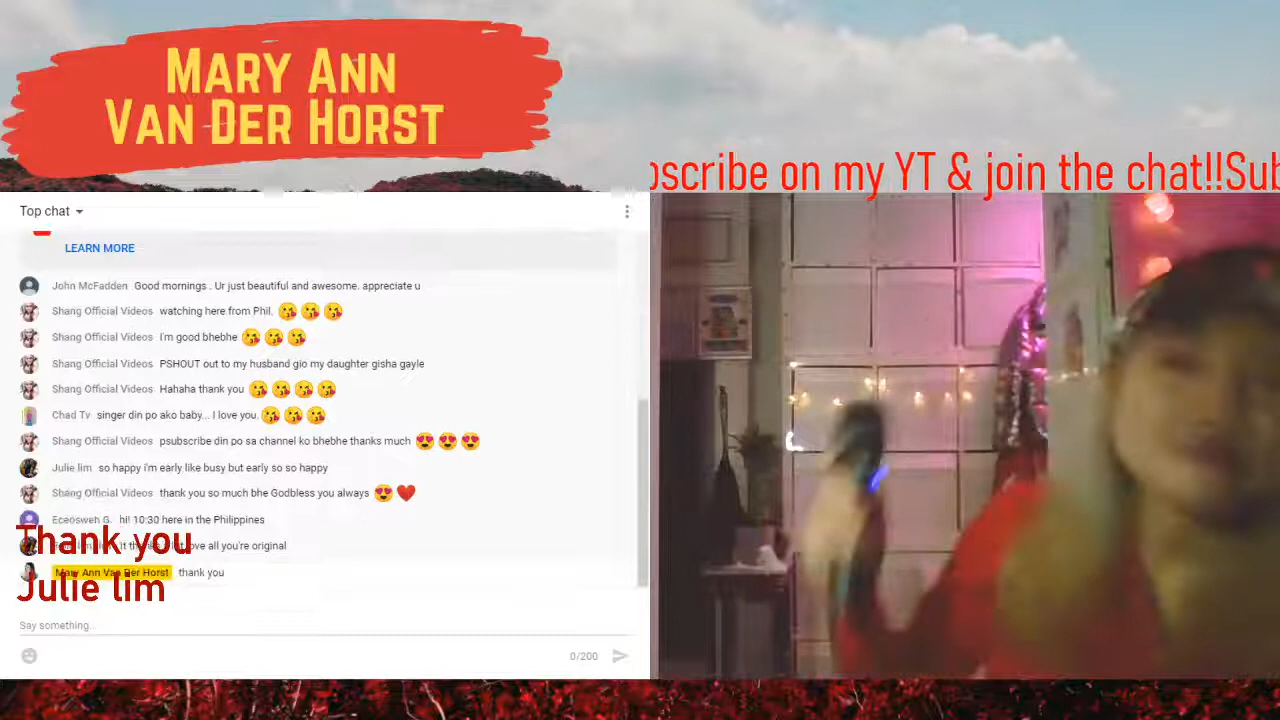 MARY ANN
VAN DER HORST
bscribe on my YT & join the chat!!Sub
Top chat
LEARN MORE
John McFadden Good mornings . Ur just beautiful and awesome. appreciate u
Shang Official Videos watching here from Phil. 😘😘😘
Shang Official Videos I'm good bhebhe 😘😘😘
Shang Official Videos PSHOUT out to my husband gio my daughter gisha gayle
Shang Official Videos Hahaha thank you 😘😘😘😘
Chad Tv singer din po ako baby... I love you. 😘😘😘
Shang Official Videos psubscribe din po sa channel ko bhebhe thanks much 😍😍😍
Julie lim so happy i'm early like busy but early so so happy
Shang Official Videos thank you so much bhe Godbless you always 😍❤️
hi! 10:30 here in the Philippines
Thank you
love all you're original
Mary Ann Van Der Horst thank you
Julie lim
Say something...
0/200